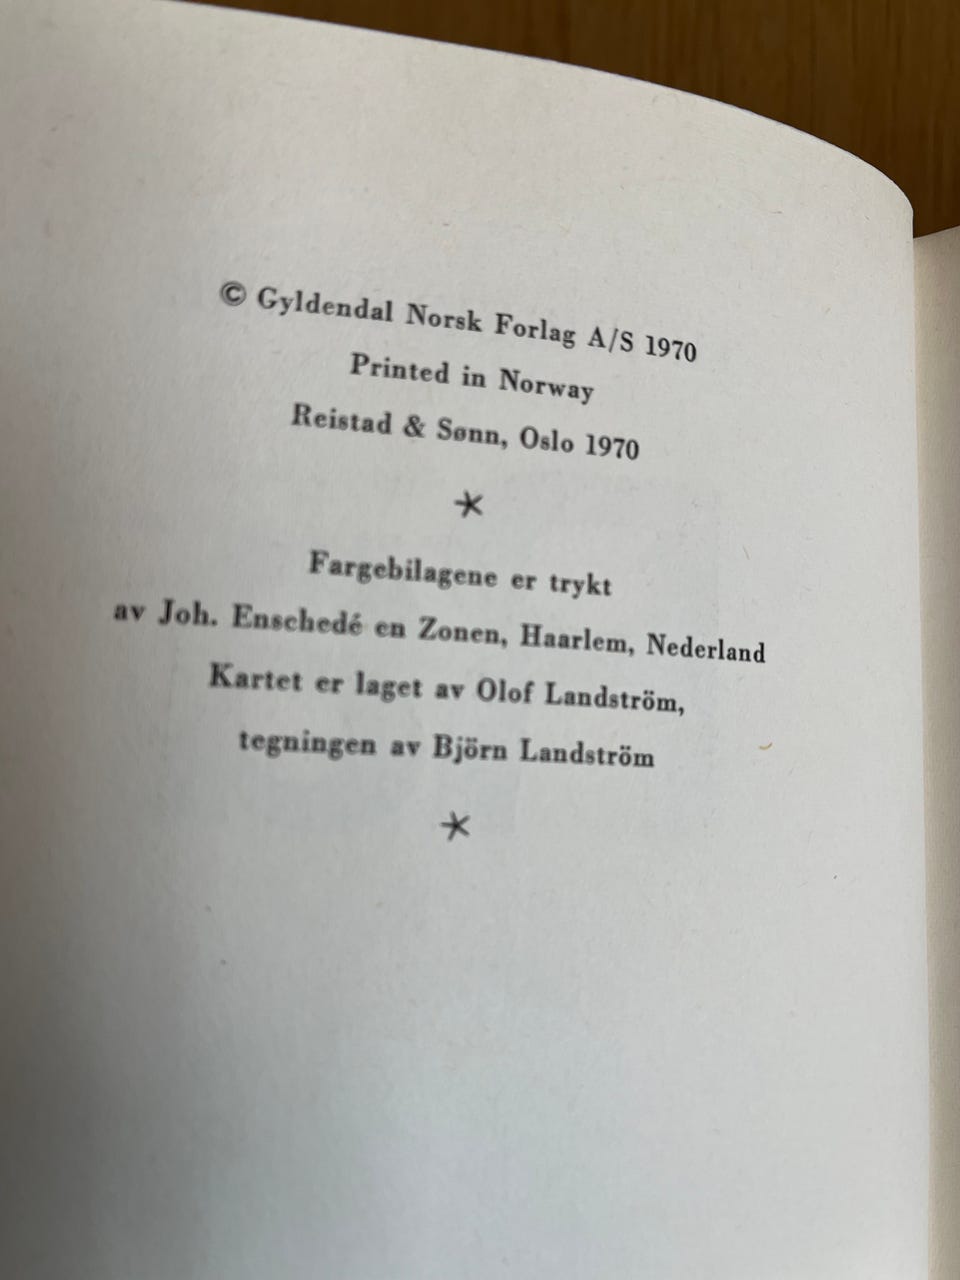 © Gyldendal Norsk Forlag A/S 1970
Printed in Norway
Reistad & Sønn, Oslo 1970
*
Fargebilagene er trykt
av Joh. Enschedé en Zonen, Haarlem, Nederland
Kartet er laget av Olof Landström,
tegningen av Björn Landström
*